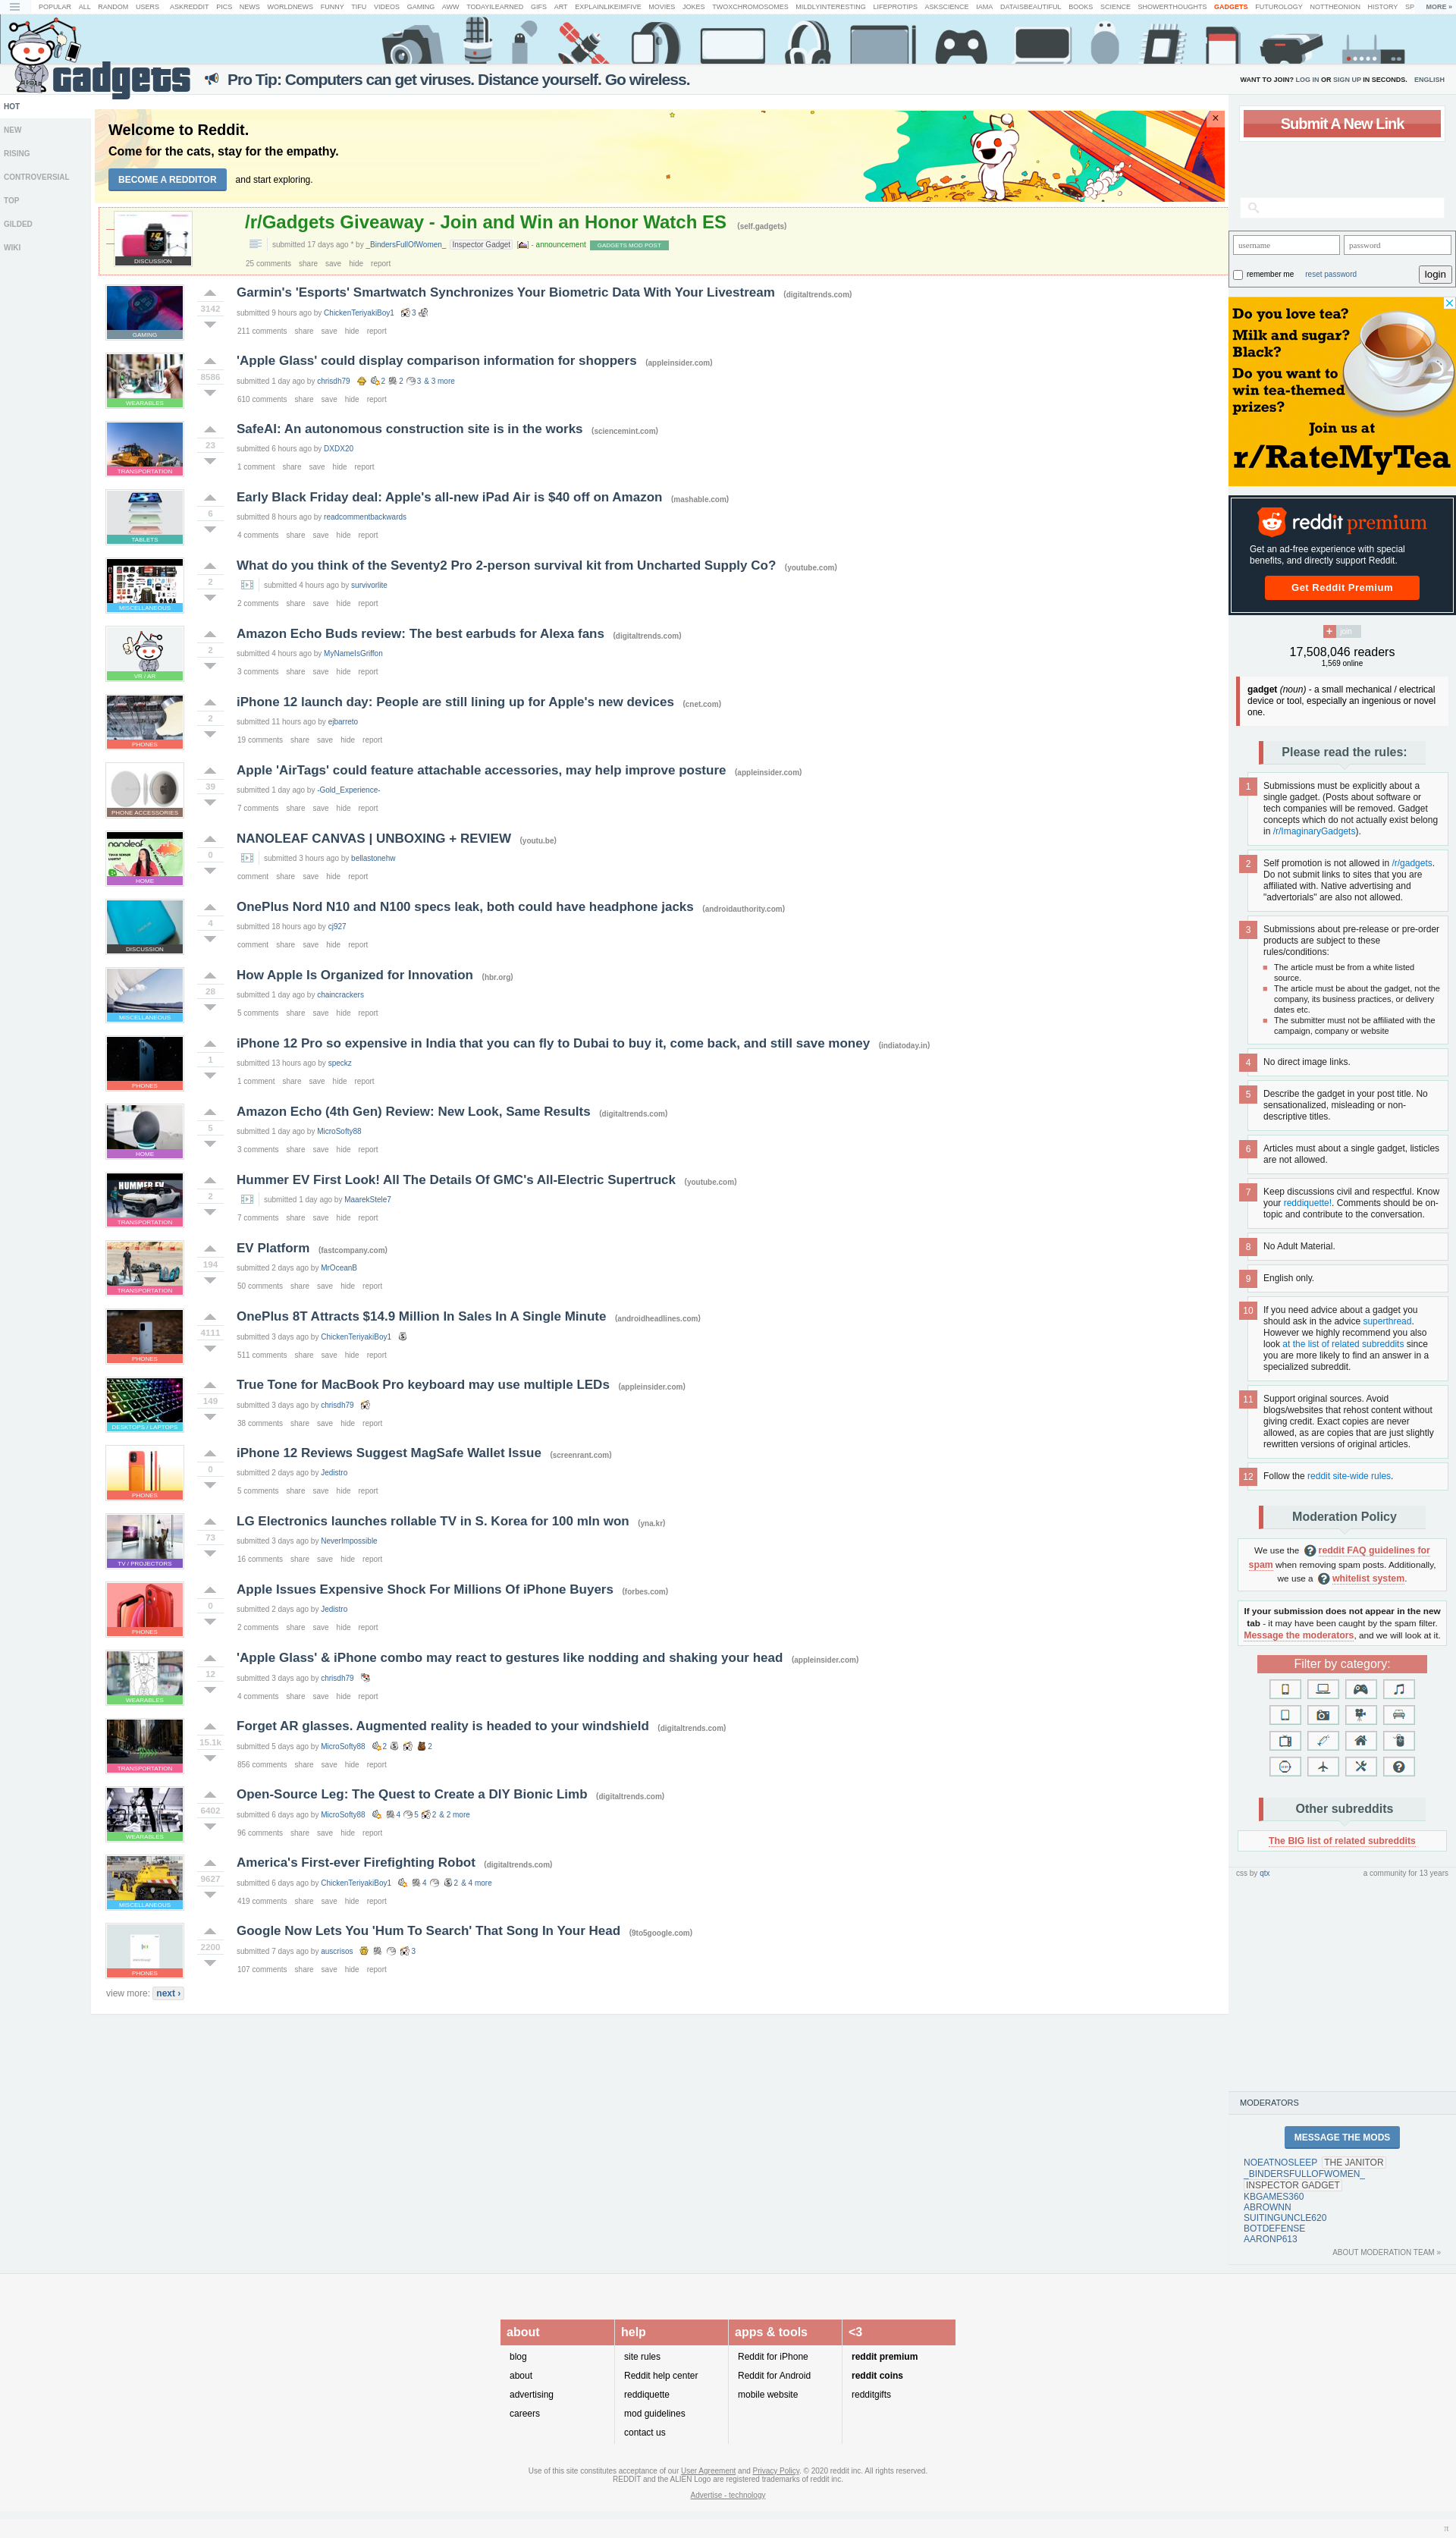 POPULAR ALL RANDOM USERS ASKREDDIT PICS NEWS WORLDNEWS FUNNY TIFU VIDEOS GAMING AWW TODAYILEARNED GIFS ART EXPLAINLIKEIMFIVE MOVIES JOKES TWOXCHROMOSOMES MILDLYINTERESTING LIFEPROTIPS ASKSCIENCE IAMA DATAISBEAUTIFUL BOOKS SCIENCE SHOWERTHOUGHTS GADGETS FUTUROLOGY NOTTHEONION HISTORY SP MORE »
gadgets
Pro Tip: Computers can get viruses. Distance yourself. Go wireless.
WANT TO JOIN? LOG IN OR SIGN UP IN SECONDS. ENGLISH
HOT
NEW
RISING
CONTROVERSIAL
TOP
GILDED
WIKI
Welcome to Reddit.
Come for the cats, stay for the empathy.
BECOME A REDDITOR and start exploring.
/r/Gadgets Giveaway - Join and Win an Honor Watch ES (self.gadgets)
DISCUSSION
submitted 17 days ago * by _BindersFullOfWomen_ Inspector Gadget - announcement GADGETS MOD POST
25 comments share save hide report
Garmin's 'Esports' Smartwatch Synchronizes Your Biometric Data With Your Livestream (digitaltrends.com)
3142
GAMING
submitted 9 hours ago by ChickenTeriyakiBoy1 3
211 comments share save hide report
'Apple Glass' could display comparison information for shoppers (appleinsider.com)
8586
WEARABLES
submitted 1 day ago by chrisdh79 2 2 3 & 3 more
610 comments share save hide report
SafeAI: An autonomous construction site is in the works (sciencemint.com)
23
TRANSPORTATION
submitted 6 hours ago by DXDX20
1 comment share save hide report
Early Black Friday deal: Apple's all-new iPad Air is $40 off on Amazon (mashable.com)
6
TABLETS
submitted 8 hours ago by readcommentbackwards
4 comments share save hide report
What do you think of the Seventy2 Pro 2-person survival kit from Uncharted Supply Co? (youtube.com)
2
MISCELLANEOUS
submitted 4 hours ago by survivorlite
2 comments share save hide report
Amazon Echo Buds review: The best earbuds for Alexa fans (digitaltrends.com)
2
VR / AR
submitted 4 hours ago by MyNameIsGriffon
3 comments share save hide report
iPhone 12 launch day: People are still lining up for Apple's new devices (cnet.com)
2
PHONES
submitted 11 hours ago by ejbarreto
19 comments share save hide report
Apple 'AirTags' could feature attachable accessories, may help improve posture (appleinsider.com)
39
PHONE ACCESSORIES
submitted 1 day ago by -Gold_Experience-
7 comments share save hide report
NANOLEAF CANVAS | UNBOXING + REVIEW (youtu.be)
0
nanoleaf
HOME
submitted 3 hours ago by bellastonehw
comment share save hide report
OnePlus Nord N10 and N100 specs leak, both could have headphone jacks (androidauthority.com)
4
DISCUSSION
submitted 18 hours ago by cj927
comment share save hide report
How Apple Is Organized for Innovation (hbr.org)
28
MISCELLANEOUS
submitted 1 day ago by chaincrackers
5 comments share save hide report
iPhone 12 Pro so expensive in India that you can fly to Dubai to buy it, come back, and still save money (indiatoday.in)
1
PHONES
submitted 13 hours ago by speckz
1 comment share save hide report
Amazon Echo (4th Gen) Review: New Look, Same Results (digitaltrends.com)
5
HOME
submitted 1 day ago by MicroSofty88
3 comments share save hide report
Hummer EV First Look! All The Details Of GMC's All-Electric Supertruck (youtube.com)
2
HUMMER EV
TRANSPORTATION
submitted 1 day ago by MaarekStele7
7 comments share save hide report
EV Platform (fastcompany.com)
194
TRANSPORTATION
submitted 2 days ago by MrOceanB
50 comments share save hide report
OnePlus 8T Attracts $14.9 Million In Sales In A Single Minute (androidheadlines.com)
4111
PHONES
submitted 3 days ago by ChickenTeriyakiBoy1
511 comments share save hide report
True Tone for MacBook Pro keyboard may use multiple LEDs (appleinsider.com)
149
DESKTOPS / LAPTOPS
submitted 3 days ago by chrisdh79
38 comments share save hide report
iPhone 12 Reviews Suggest MagSafe Wallet Issue (screenrant.com)
0
PHONES
submitted 2 days ago by Jedistro
5 comments share save hide report
LG Electronics launches rollable TV in S. Korea for 100 mln won (yna.kr)
73
TV / PROJECTORS
submitted 3 days ago by NeverImpossible
16 comments share save hide report
Apple Issues Expensive Shock For Millions Of iPhone Buyers (forbes.com)
0
PHONES
submitted 2 days ago by Jedistro
2 comments share save hide report
'Apple Glass' & iPhone combo may react to gestures like nodding and shaking your head (appleinsider.com)
12
WEARABLES
submitted 3 days ago by chrisdh79
4 comments share save hide report
Forget AR glasses. Augmented reality is headed to your windshield (digitaltrends.com)
15.1k
TRANSPORTATION
submitted 5 days ago by MicroSofty88 2 2
856 comments share save hide report
Open-Source Leg: The Quest to Create a DIY Bionic Limb (digitaltrends.com)
6402
WEARABLES
submitted 6 days ago by MicroSofty88 4 5 2 & 2 more
96 comments share save hide report
America's First-ever Firefighting Robot (digitaltrends.com)
9627
MISCELLANEOUS
submitted 6 days ago by ChickenTeriyakiBoy1 4 2 & 4 more
419 comments share save hide report
Google Now Lets You 'Hum To Search' That Song In Your Head (9to5google.com)
2200
PHONES
submitted 7 days ago by auscrisos 3
107 comments share save hide report
view more: next ›
Submit A New Link
username password
remember me reset password login
Do you love tea?
Milk and sugar?
Black?
Do you want to
win tea-themed
prizes?
Join us at
r/RateMyTea
reddit premium
Get an ad-free experience with special
benefits, and directly support Reddit.
Get Reddit Premium
+ join
17,508,046 readers
1,569 online
gadget (noun) - a small mechanical / electrical
device or tool, especially an ingenious or novel
one.
Please read the rules:
1 Submissions must be explicitly about a
single gadget. (Posts about software or
tech companies will be removed. Gadget
concepts which do not actually exist belong
in /r/ImaginaryGadgets).
2 Self promotion is not allowed in /r/gadgets.
Do not submit links to sites that you are
affiliated with. Native advertising and
"advertorials" are also not allowed.
3 Submissions about pre-release or pre-order
products are subject to these
rules/conditions:
The article must be from a white listed
source.
The article must be about the gadget, not the
company, its business practices, or delivery
dates etc.
The submitter must not be affiliated with the
campaign, company or website
4 No direct image links.
5 Describe the gadget in your post title. No
sensationalized, misleading or non-
descriptive titles.
6 Articles must about a single gadget, listicles
are not allowed.
7 Keep discussions civil and respectful. Know
your reddiquette!. Comments should be on-
topic and contribute to the conversation.
8 No Adult Material.
9 English only.
10 If you need advice about a gadget you
should ask in the advice superthread.
However we highly recommend you also
look at the list of related subreddits since
you are more likely to find an answer in a
specialized subreddit.
11 Support original sources. Avoid
blogs/websites that rehost content without
giving credit. Exact copies are never
allowed, as are copies that are just slightly
rewritten versions of original articles.
12 Follow the reddit site-wide rules.
Moderation Policy
We use the reddit FAQ guidelines for
spam when removing spam posts. Additionally,
we use a whitelist system.
If your submission does not appear in the new
tab - it may have been caught by the spam filter.
Message the moderators, and we will look at it.
Filter by category:
Other subreddits
The BIG list of related subreddits
css by qtx a community for 13 years
MODERATORS
MESSAGE THE MODS
NOEATNOSLEEP THE JANITOR
_BINDERSFULLOFWOMEN_
INSPECTOR GADGET
KBGAMES360
ABROWNN
SUITINGUNCLE620
BOTDEFENSE
AARONP613
ABOUT MODERATION TEAM »
about
blog
about
advertising
careers
help
site rules
Reddit help center
reddiquette
mod guidelines
contact us
apps & tools
Reddit for iPhone
Reddit for Android
mobile website
<3
reddit premium
reddit coins
redditgifts
Use of this site constitutes acceptance of our User Agreement and Privacy Policy. © 2020 reddit inc. All rights reserved.
REDDIT and the ALIEN Logo are registered trademarks of reddit inc.
Advertise - technology
π